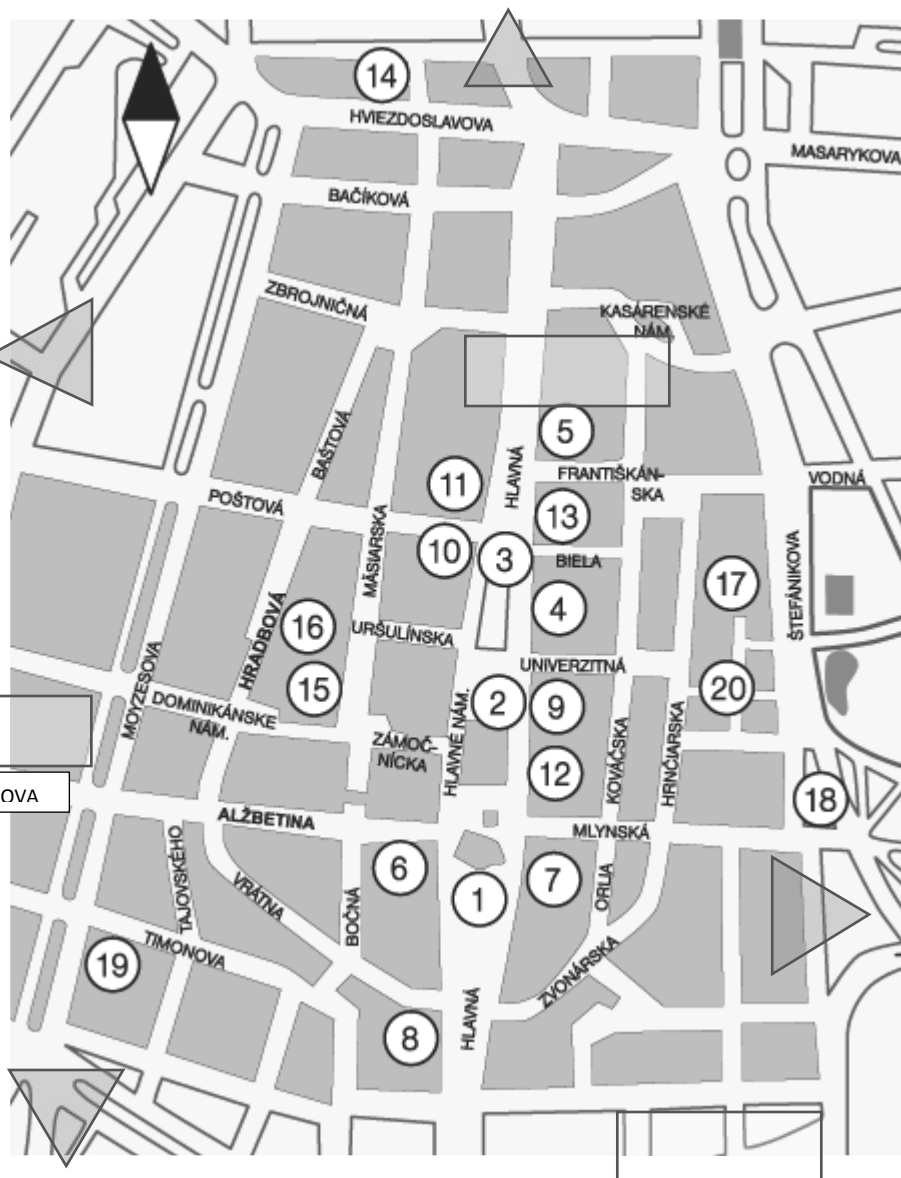 14
HVIEZDOSLAVOVA
MASARYKOVA
BAČÍKOVÁ
ZBROJNIČNÁ
KASÁRENSKÉ
NÁM.
BAŠTOVÁ
5
HLAVNÁ
FRANTIŠKÁN-
SKA
VODNÁ
11
POŠTOVÁ
13
MÄSIARSKA
10
3
BIELA
17
ŠTEFÁNIKOVA
4
HRADBOVÁ
16
URŠULÍNSKA
UNIVERZITNÁ
MOYZESOVA
DOMINIKÁNSKE
NÁM.
15
2
9
20
HLAVNÉ NÁM.
ZÁMOČ-
NÍCKA
KOVÁČSKA
HRNČIARSKA
12
18
OVA
ALŽBETINA
MLYNSKÁ
TAJOVSKÉHO
VRÁTNA
BOČNÁ
6
1
7
ORLIA
TIMONOVA
19
ZVONÁRSKA
HLAVNÁ
8